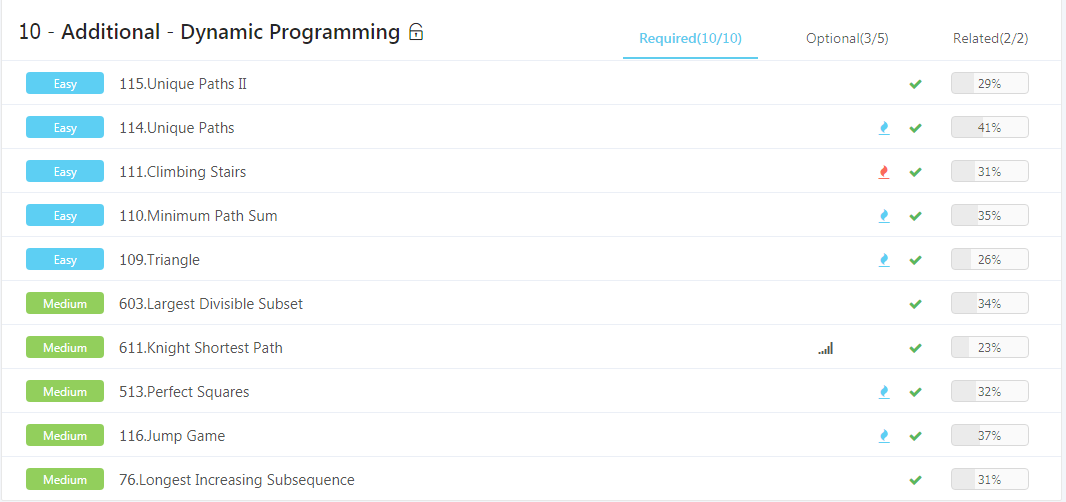 10 - Additional - Dynamic Programming Required(10/10) Optional(3/5) Related(2/2)
Easy 115.Unique Paths II 29%
Easy 114.Unique Paths 41%
Easy 111.Climbing Stairs 31%
Easy 110.Minimum Path Sum 35%
Easy 109.Triangle 26%
Medium 603.Largest Divisible Subset 34%
Medium 611.Knight Shortest Path 23%
Medium 513.Perfect Squares 32%
Medium 116.Jump Game 37%
Medium 76.Longest Increasing Subsequence 31%